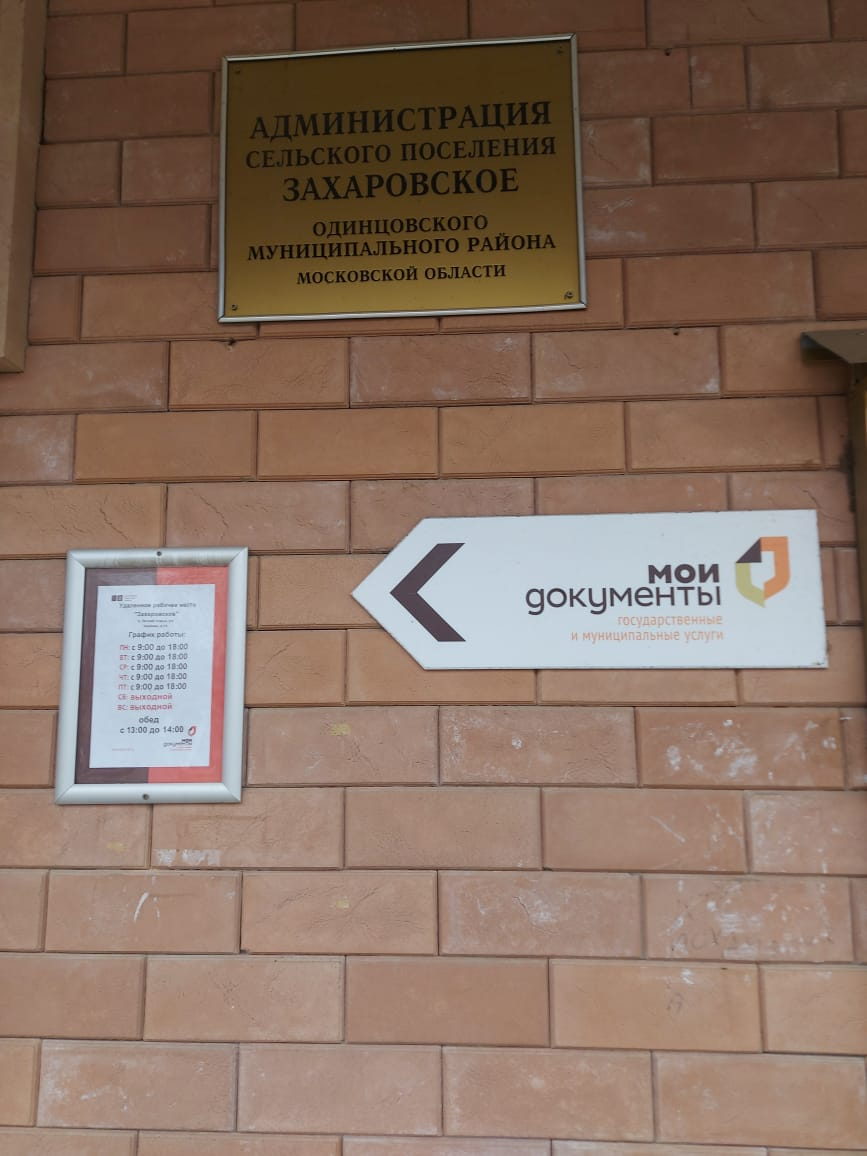 АДМИНИСТРАЦИЯ
СЕЛЬСКОГО ПОСЕЛЕНИЯ
ЗАХАРОВСКОЕ
ОДИНЦОВСКОГО
МУНИЦИПАЛЬНОГО РАЙОНА
МОСКОВСКОЙ ОБЛАСТИ
мои
документы
государственные
и муниципальные услуги
Удаленное рабочее место
"Захаровское"
График работы:
ПН: с 9:00 до 18:00
ВТ: с 9:00 до 18:00
СР: с 9:00 до 18:00
ЧТ: с 9:00 до 18:00
ПТ: с 9:00 до 18:00
СБ: выходной
ВС: выходной
обед
с 13:00 до 14:00
мои
документы